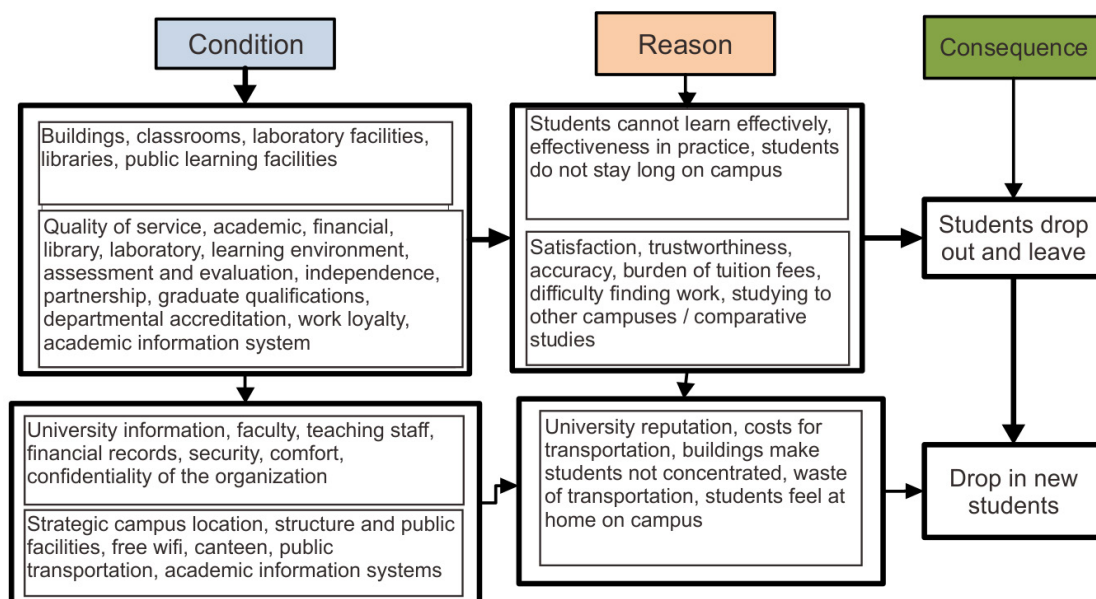 Condition
Reason
Consequence
Buildings, classrooms, laboratory facilities,
libraries, public learning facilities
Quality of service, academic, financial,
library, laboratory, learning environment,
assessment and evaluation, independence,
partnership, graduate qualifications,
departmental accreditation, work loyalty,
academic information system
Students cannot learn effectively,
effectiveness in practice, students
do not stay long on campus
Satisfaction, trustworthiness,
accuracy, burden of tuition fees,
difficulty finding work, studying to
other campuses / comparative
studies
Students drop
out and leave
University information, faculty, teaching staff,
financial records, security, comfort,
confidentiality of the organization
Strategic campus location, structure and public
facilities, free wifi, canteen, public
transportation, academic information systems
University reputation, costs for
transportation, buildings make
students not concentrated, waste
of transportation, students feel at
home on campus
Drop in new
students